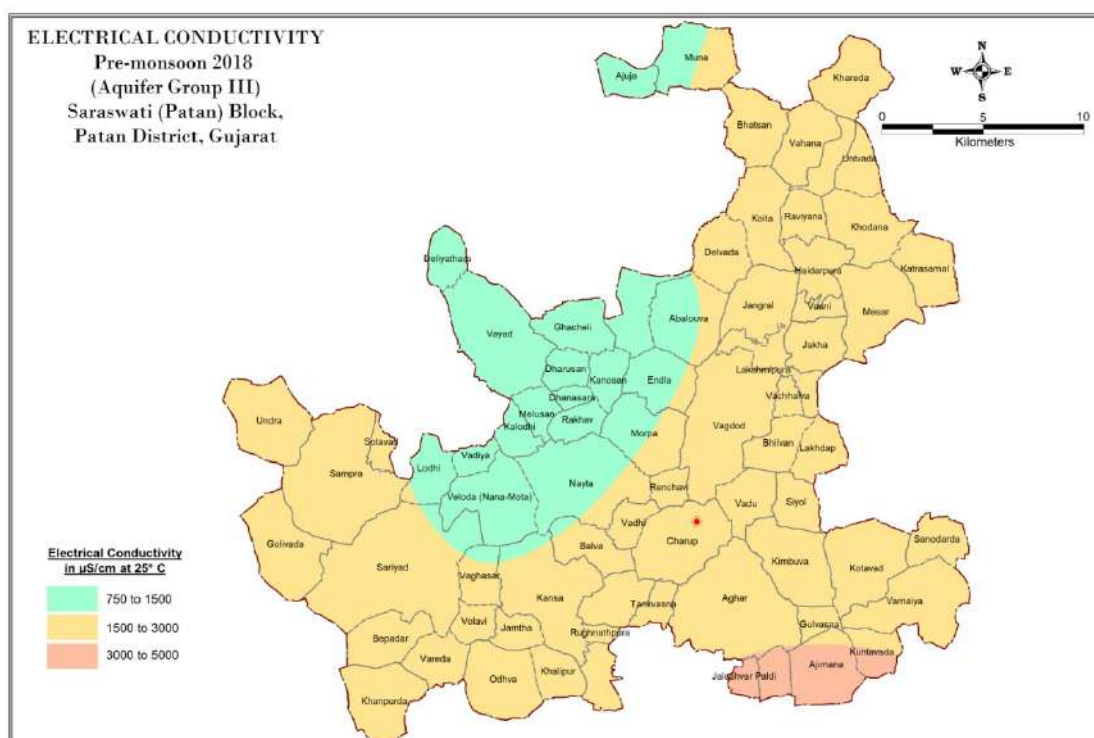 ELECTRICAL CONDUCTIVITY
Pre-monsoon 2018
(Aquifer Group III)
Saraswati (Patan) Block,
Patan District, Gujarat
N
W E
S
0 5 10
Kilometers
Muna
Ajuja
Khareda
Bhatsan
Vahana
Untvada
Koita
Raviyana
Khodana
Delvada
Deliyathara
Haidarpura
Katrasamal
Jangral
Vaani
Mesar
Abalouva
Vayad
Ghacheli
Jakha
Dharusan
Kanosan
Endla
Lakshmipura
Dhanasara
Vachhalva
Undra
Melusan
Rakhav
Kalodhi
Morpa
Vagdod
Sotavad
Bhilvan
Lakhdap
Vadiya
Lodhi
Sampra
Nayta
Renchavi
Veloda (Nana-Mota)
Vadu
Siyol
Vadhi
Charup
Golivada
Balva
Sanodarda
Kimbuva
Kotavad
Sariyad
Vaghasar
Kansa
Aghar
Tankvasna
Vamaiya
Volavi
Jamtha
Gulvasna
Bepadar
Rughnathpura
Kuntavada
Vareda
Khalipur
Ajimana
Odhva
Jaleshvar Paldi
Khanpurda
Electrical Conductivity
in µS/cm at 25° C
750 to 1500
1500 to 3000
3000 to 5000